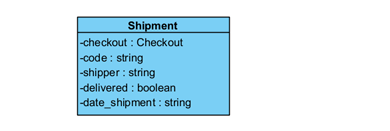 Shipment
-checkout : Checkout
-code : string
-shipper : string
-delivered : boolean
-date_shipment : string